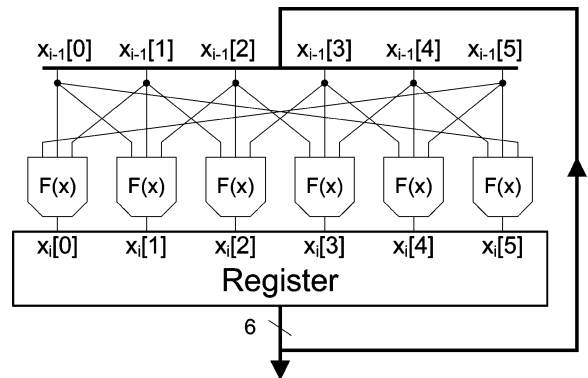 xi-1[0] xi-1[1] xi-1[2] xi-1[3] xi-1[4] xi-1[5]
F(x) F(x) F(x) F(x) F(x) F(x)
xi[0] xi[1] xi[2] xi[3] xi[4] xi[5]
Register
6